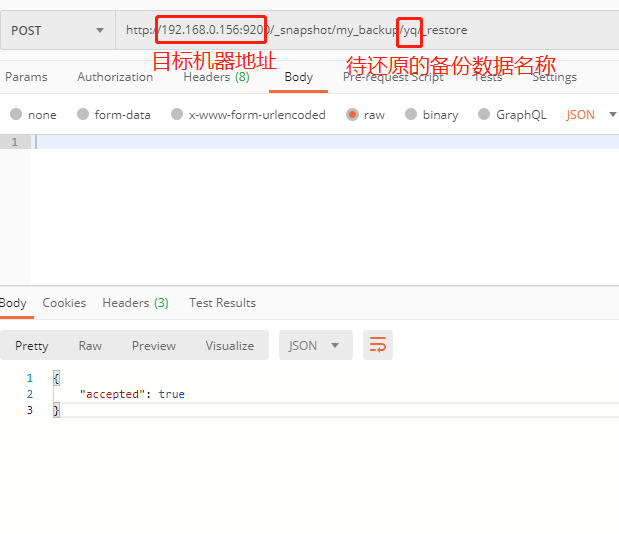 POST http://192.168.0.156:9200/_snapshot/my_backup/yq/_restore
目标机器地址 待还原的备份数据名称
Params Authorization Headers (8) Body Pre-request Script Tests Settings
none form-data x-www-form-urlencoded raw binary GraphQL JSON
1
Body Cookies Headers (3) Test Results
Pretty Raw Preview Visualize JSON
1 {
2 "accepted": true
3 }